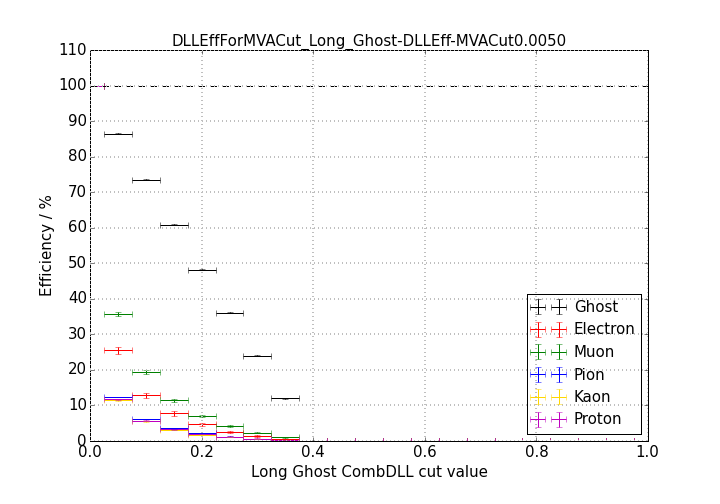 DLLEffForMVACut_Long_Ghost-DLLEff-MVACut0.0050
110
100
90
80
70
60
50
40
30
20
10
0
Efficiency / %
Ghost
Electron
Muon
Pion
Kaon
Proton
0.0 0.2 0.4 0.6 0.8 1.0
Long Ghost CombDLL cut value